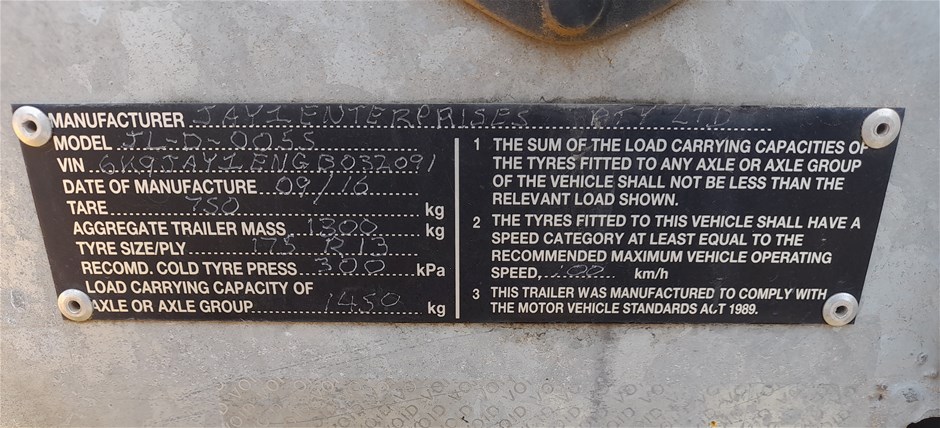 MANUFACTURER JAY1 ENTERPRISES PTY LTD
MODEL JL-D-0055
VIN 6K9JAY1ENGB032091
DATE OF MANUFACTURE 09/16
TARE 750 kg
AGGREGATE TRAILER MASS 1300 kg
TYRE SIZE/PLY 175 R13
RECOMD. COLD TYRE PRESS 300 kPa
LOAD CARRYING CAPACITY OF
AXLE OR AXLE GROUP 1450 kg
1 THE SUM OF THE LOAD CARRYING CAPACITIES OF
THE TYRES FITTED TO ANY AXLE OR AXLE GROUP
OF THE VEHICLE SHALL NOT BE LESS THAN THE
RELEVANT LOAD SHOWN.
2 THE TYRES FITTED TO THIS VEHICLE SHALL HAVE A
SPEED CATEGORY AT LEAST EQUAL TO THE
RECOMMENDED MAXIMUM VEHICLE OPERATING
SPEED, 100 km/h
3 THIS TRAILER WAS MANUFACTURED TO COMPLY WITH
THE MOTOR VEHICLE STANDARDS ACT 1989.